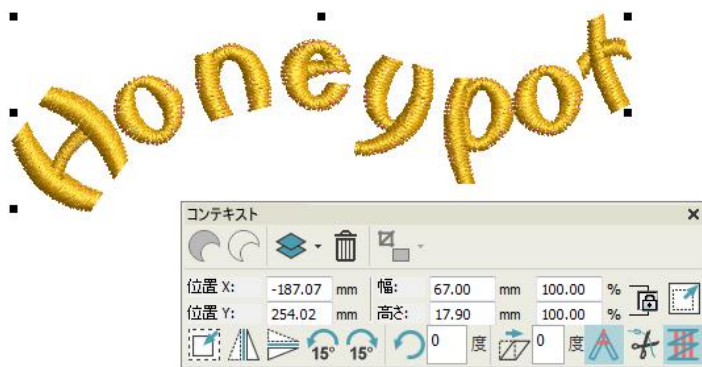 Honeypot
コンテキスト
位置 X: -187.07 mm 幅: 67.00 mm 100.00 %
位置 Y: 254.02 mm 高さ: 17.90 mm 100.00 %
15° 15° 0 度 0 度